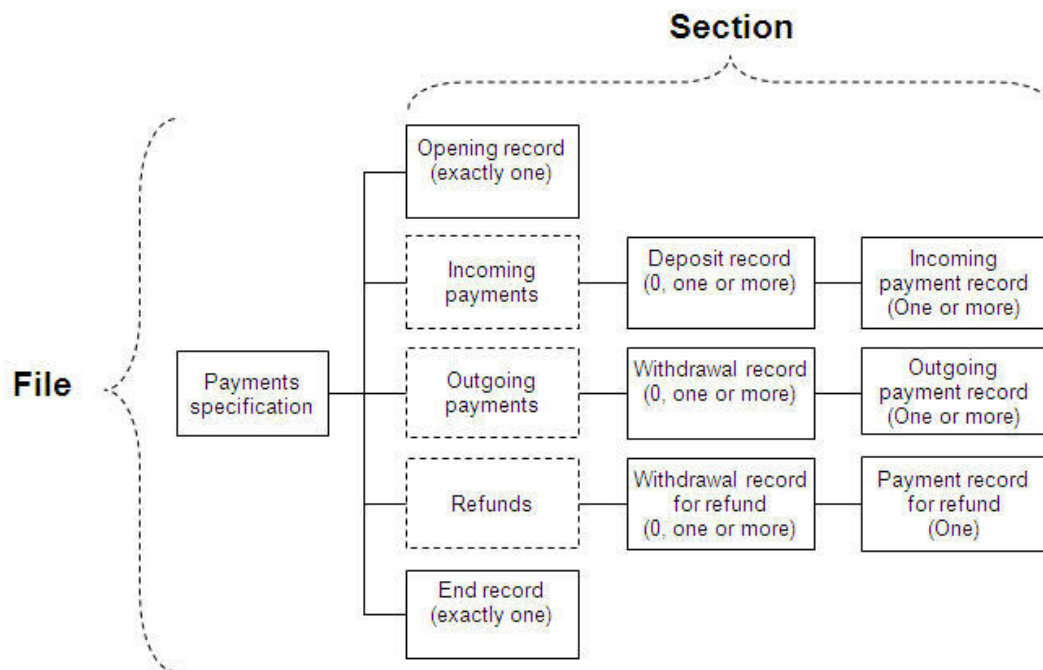 Section
File
Payments
specification
Opening record
(exactly one)
Incoming
payments
Deposit record
(0, one or more)
Incoming
payment record
(One or more)
Outgoing
payments
Withdrawal record
(0, one or more)
Outgoing
payment record
(One or more)
Refunds
Withdrawal record
for refund
(0, one or more)
Payment record
for refund
(One)
End record
(exactly one)